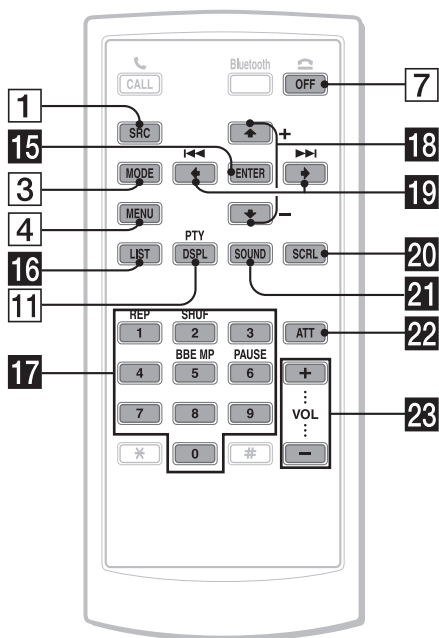 Bluetooth
CALL OFF 7
1
SRC + 18
15
MODE ENTER 19
3
MENU -
4
PTY
LIST DSPL SOUND SCRL 20
16
11 21
REP SHUF
1 2 3 ATT 22
BBE MP PAUSE
17 4 5 6 +
7 8 9 VOL 23
* 0 # -